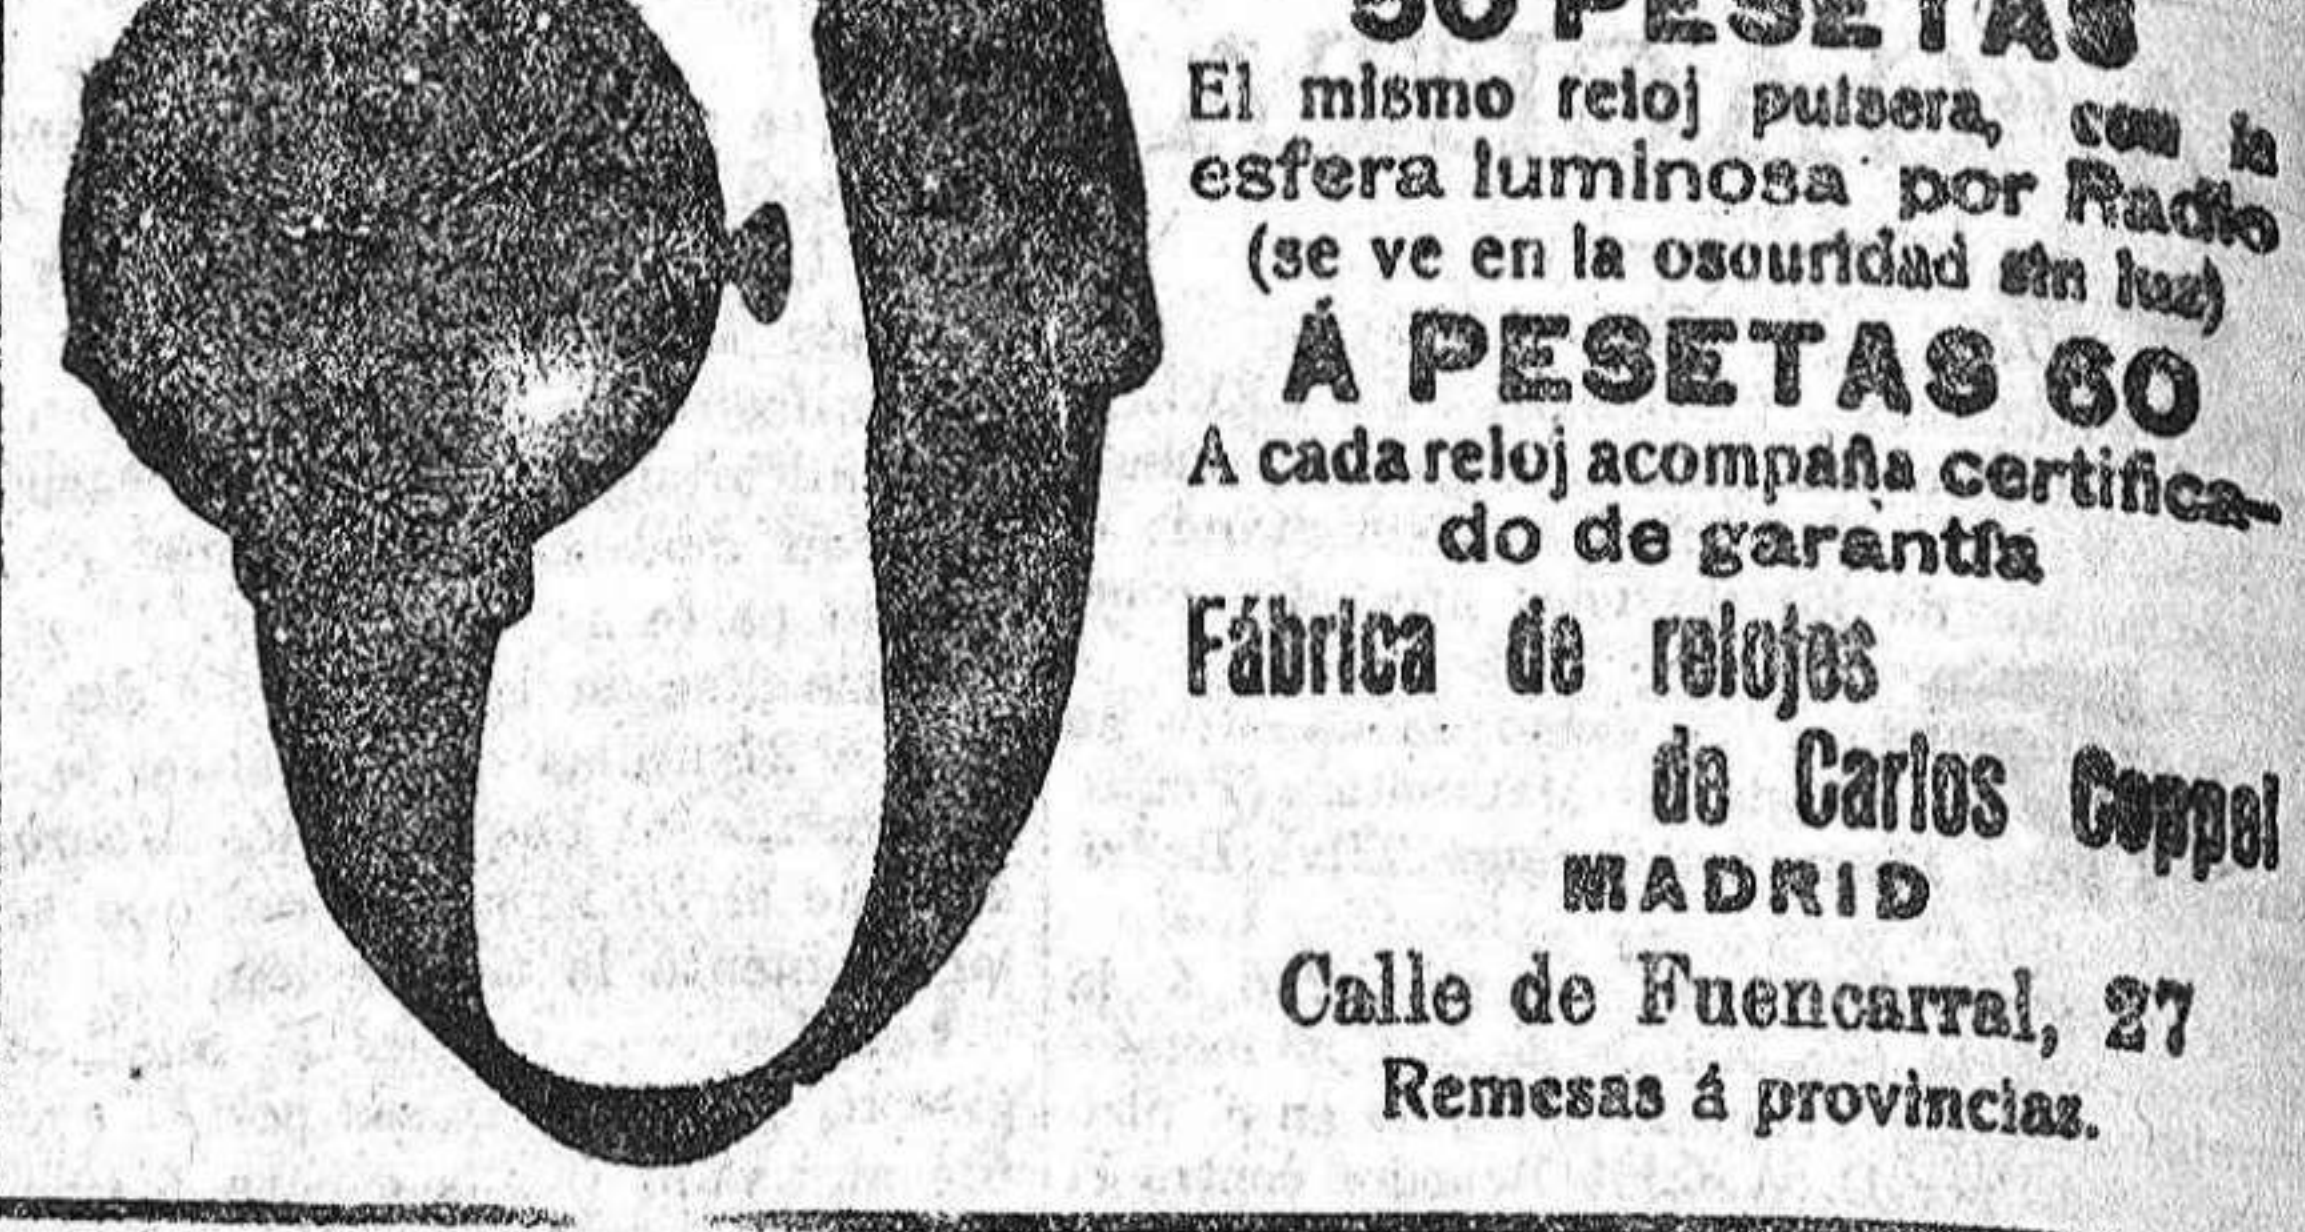 50 PESETAS
El mismo reloj pulsera, con la
esfera luminosa por Radio
(se ve en la oscuridad sin luz)
Á PESETAS 60
A cada reloj acompaña certifica-
do de garantía
Fábrica de relojes
de Carlos Coppel
MADRID
Calle de Fuencarral, 27
Remesas á provincias.